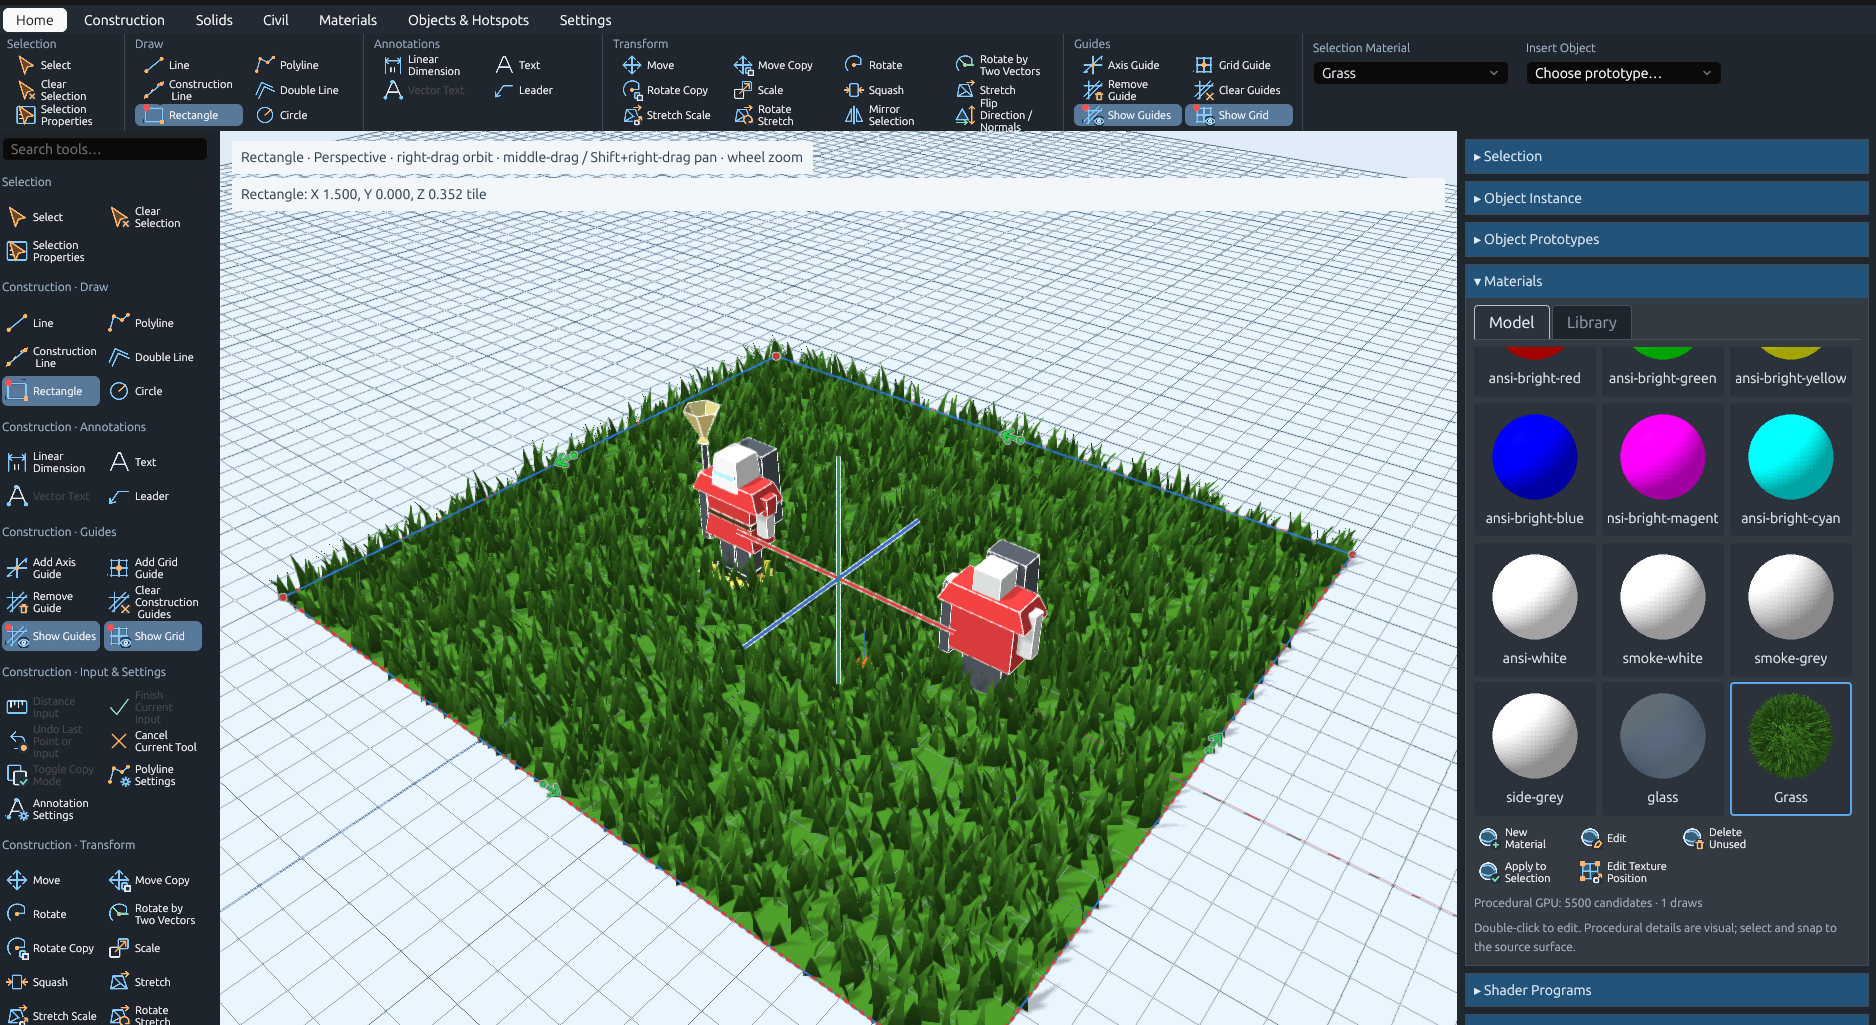 Home Construction Solids Civil Materials Objects & Hotspots Settings
Selection
Select
Clear
Selection
Selection
Properties
Draw
Line
Polyline
Construction
Line
Double Line
Rectangle
Circle
Annotations
Linear
Dimension
Text
Vector Text
Leader
Transform
Move
Move Copy
Rotate
Rotate by
Two Vectors
Rotate Copy
Scale
Squash
Stretch
Stretch Scale
Rotate
Stretch
Mirror
Selection
Flip
Direction /
Normals
Guides
Axis Guide
Grid Guide
Remove
Guide
Clear Guides
Show Guides
Show Grid
Selection Material
Grass
Insert Object
Choose prototype...
Search tools...
Selection
Select
Clear
Selection
Selection
Properties
Construction · Draw
Line
Polyline
Construction
Line
Double Line
Rectangle
Circle
Construction · Annotations
Linear
Dimension
Text
Vector Text
Leader
Construction · Guides
Add Axis
Guide
Add Grid
Guide
Remove
Guide
Clear
Construction
Guides
Show Guides
Show Grid
Construction · Input & Settings
Distance
Input
Finish
Current
Input
Undo Last
Point or
Input
Cancel
Current Tool
Toggle Copy
Mode
Polyline
Settings
Annotation
Settings
Construction · Transform
Move
Move Copy
Rotate
Rotate by
Two Vectors
Rotate Copy
Scale
Squash
Stretch
Stretch Scale
Rotate
Stretch
Rectangle · Perspective · right-drag orbit · middle-drag / Shift+right-drag pan · wheel zoom
Rectangle: X 1.500, Y 0.000, Z 0.352 tile
▸ Selection
▸ Object Instance
▸ Object Prototypes
▾ Materials
Model
Library
ansi-bright-red
ansi-bright-green
ansi-bright-yellow
ansi-bright-blue
nsi-bright-magent
ansi-bright-cyan
ansi-white
smoke-white
smoke-grey
side-grey
glass
Grass
New
Material
Edit
Delete
Unused
Apply to
Selection
Edit Texture
Position
Procedural GPU: 5500 candidates · 1 draws
Double-click to edit. Procedural details are visual; select and snap to
the source surface.
▸ Shader Programs